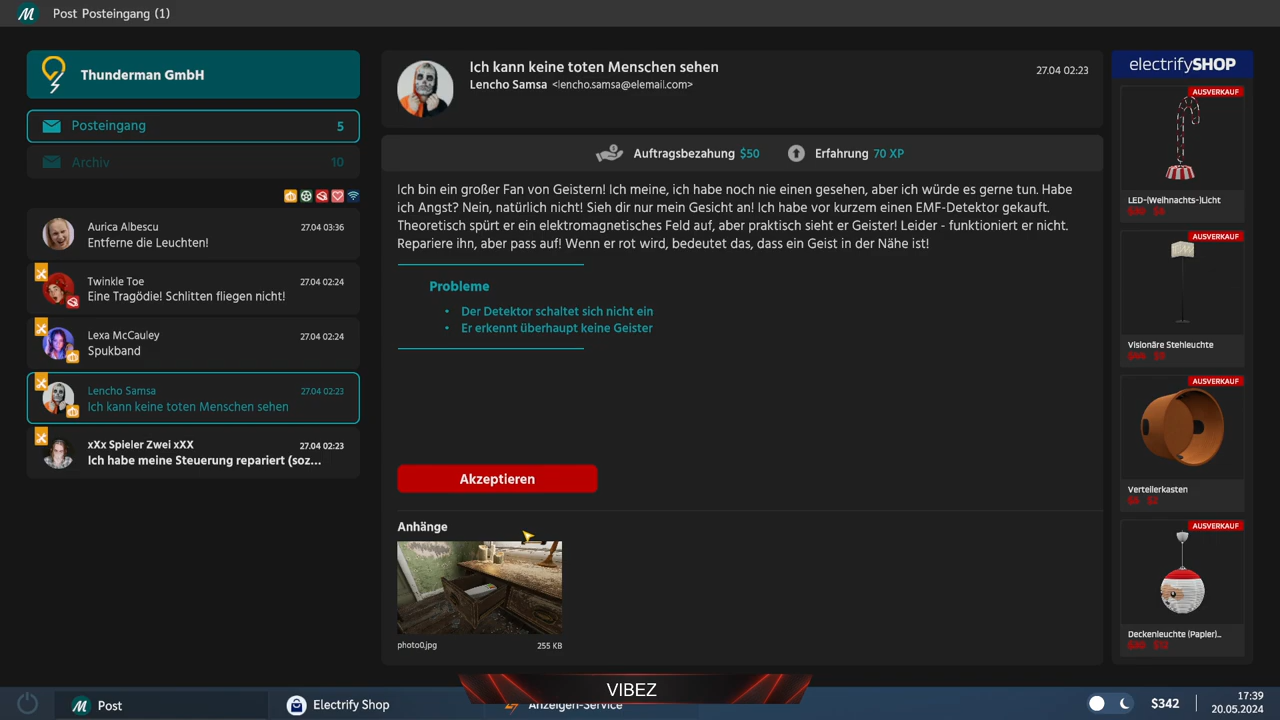 Post Posteingang (1)
Thunderman GmbH
Posteingang 5
Archiv 10
Aurica Albescu 27.04 03:36
Entferne die Leuchten!
Twinkle Toe 27.04 02:24
Eine Tragödie! Schlitten fliegen nicht!
Lexa McCauley 27.04 02:24
Spukband
Lencho Samsa 27.04 02:23
Ich kann keine toten Menschen sehen
xXx Spieler Zwei xXX 27.04 02:23
Ich habe meine Steuerung repariert (soz...
Ich kann keine toten Menschen sehen
Lencho Samsa <lencho.samsa@elemail.com>
27.04 02:23
Auftragsbezahlung $50 Erfahrung 70 XP
Ich bin ein großer Fan von Geistern! Ich meine, ich habe noch nie einen gesehen, aber ich würde es gerne tun. Habe
ich Angst? Nein, natürlich nicht! Sieh dir nur mein Gesicht an! Ich habe vor kurzem einen EMF-Detektor gekauft.
Theoretisch spürt er ein elektromagnetisches Feld auf, aber praktisch sieht er Geister! Leider - funktioniert er nicht.
Repariere ihn, aber pass auf! Wenn er rot wird, bedeutet das, dass ein Geist in der Nähe ist!
Probleme
• Der Detektor schaltet sich nicht ein
• Er erkennt überhaupt keine Geister
Akzeptieren
Anhänge
photo0.jpg 255 KB
electrifySHOP
AUSVERKAUF
LED-(Weihnachts-)Licht
AUSVERKAUF
Visionäre Stehleuchte
AUSVERKAUF
Verteilerkasten
AUSVERKAUF
Deckenleuchte (Papier)...
VIBEZ
Post
Electrify Shop
Anzeigen-Service
$342
17:39
20.05.2024